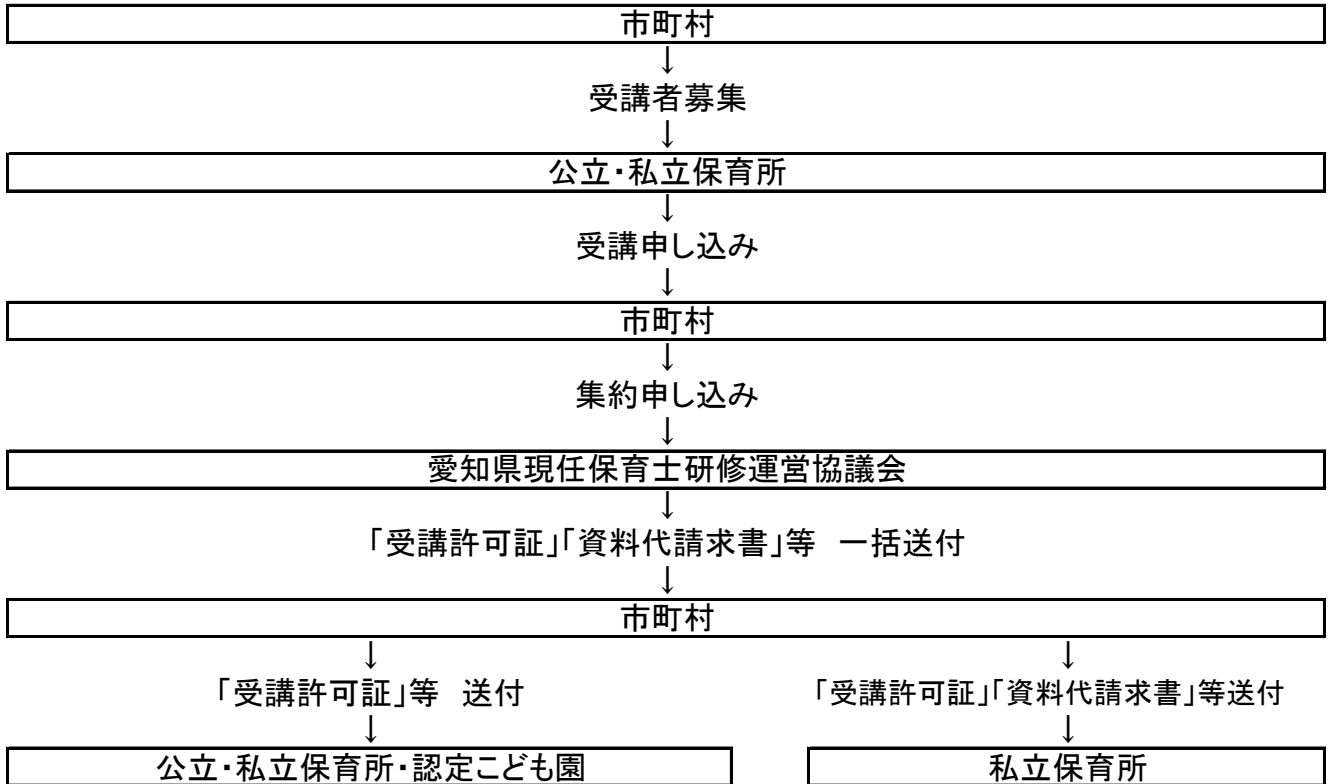 市町村
↓
受講者募集
↓
公立・私立保育所
↓
受講申し込み
↓
市町村
↓
集約申し込み
↓
愛知県現任保育士研修運営協議会
↓
「受講許可証」「資料代請求書」等　一括送付
↓
市町村
↓ ↓
「受講許可証」等　送付 「受講許可証」「資料代請求書」等送付
↓ ↓
公立・私立保育所・認定こども園 私立保育所